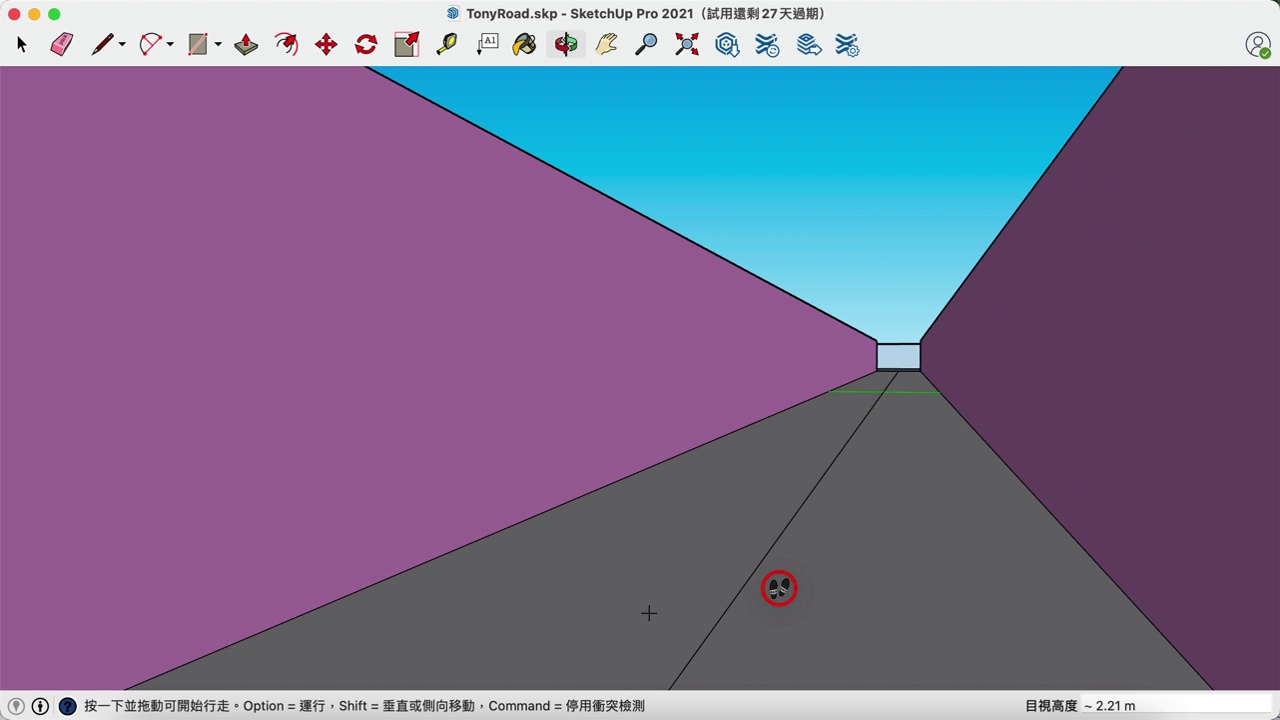 TonyRoad.skp - SketchUp Pro 2021（試用還剩 27 天過期）
A1
按一下並拖動可開始行走。Option = 運行，Shift = 垂直或側向移動，Command = 停用衝突檢測
目視高度 ~ 2.21 m